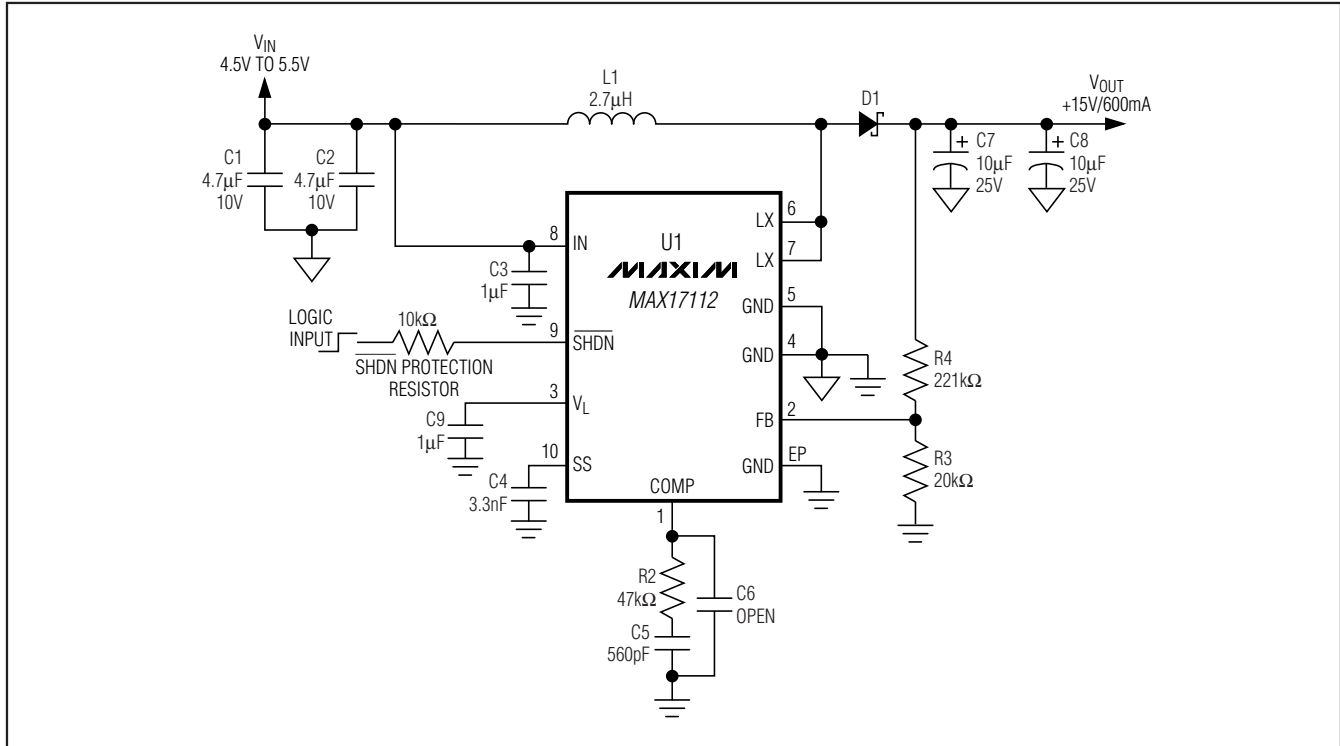 VIN
4.5V TO 5.5V
L1
2.7μH
D1
VOUT
+15V/600mA
C1
4.7μF
10V
C2
4.7μF
10V
+ C7
10μF
25V
+ C8
10μF
25V
8
IN
C3
1μF
U1
MAXIM
MAX17112
LX
6
LX
7
GND
5
GND
4
LOGIC
INPUT
10kΩ
SHDN PROTECTION
RESISTOR
9
SHDN
R4
221kΩ
3
VL
C9
1μF
FB
2
10
SS
C4
3.3nF
GND
EP
R3
20kΩ
COMP
1
R2
47kΩ
C6
OPEN
C5
560pF